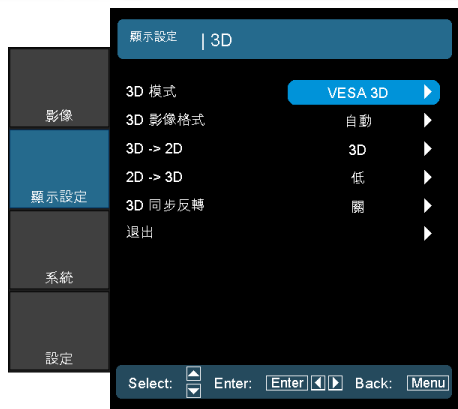 顯示設定 | 3D
影像
顯示設定
系統
設定
3D 模式 VESA 3D
3D 影像格式 自動
3D -> 2D 3D
2D -> 3D 低
3D 同步反轉 關
退出
Select: Enter: Enter Back: Menu